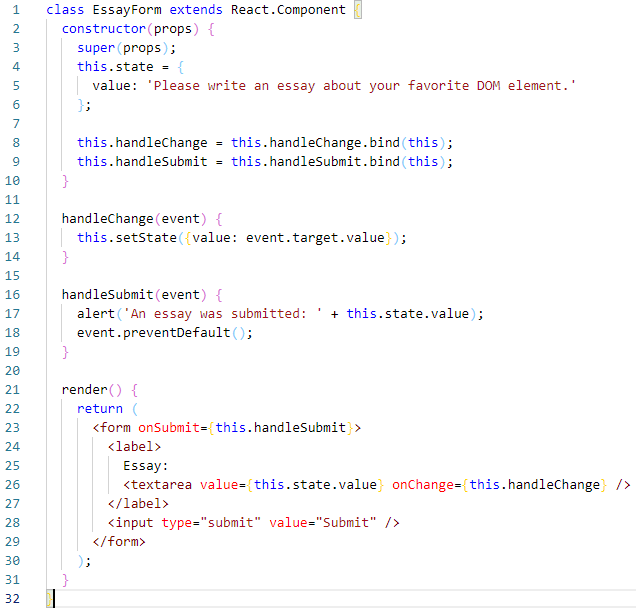 1 class EssayForm extends React.Component {
2 constructor(props) {
3 super(props);
4 this.state = {
5 value: 'Please write an essay about your favorite DOM element.'
6 };
7
8 this.handleChange = this.handleChange.bind(this);
9 this.handleSubmit = this.handleSubmit.bind(this);
10 }
11
12 handleChange(event) {
13 this.setState({value: event.target.value});
14 }
15
16 handleSubmit(event) {
17 alert('An essay was submitted: ' + this.state.value);
18 event.preventDefault();
19 }
20
21 render() {
22 return (
23 <form onSubmit={this.handleSubmit}>
24 <label>
25 Essay:
26 <textarea value={this.state.value} onChange={this.handleChange} />
27 </label>
28 <input type="submit" value="Submit" />
29 </form>
30 );
31 }
32 }